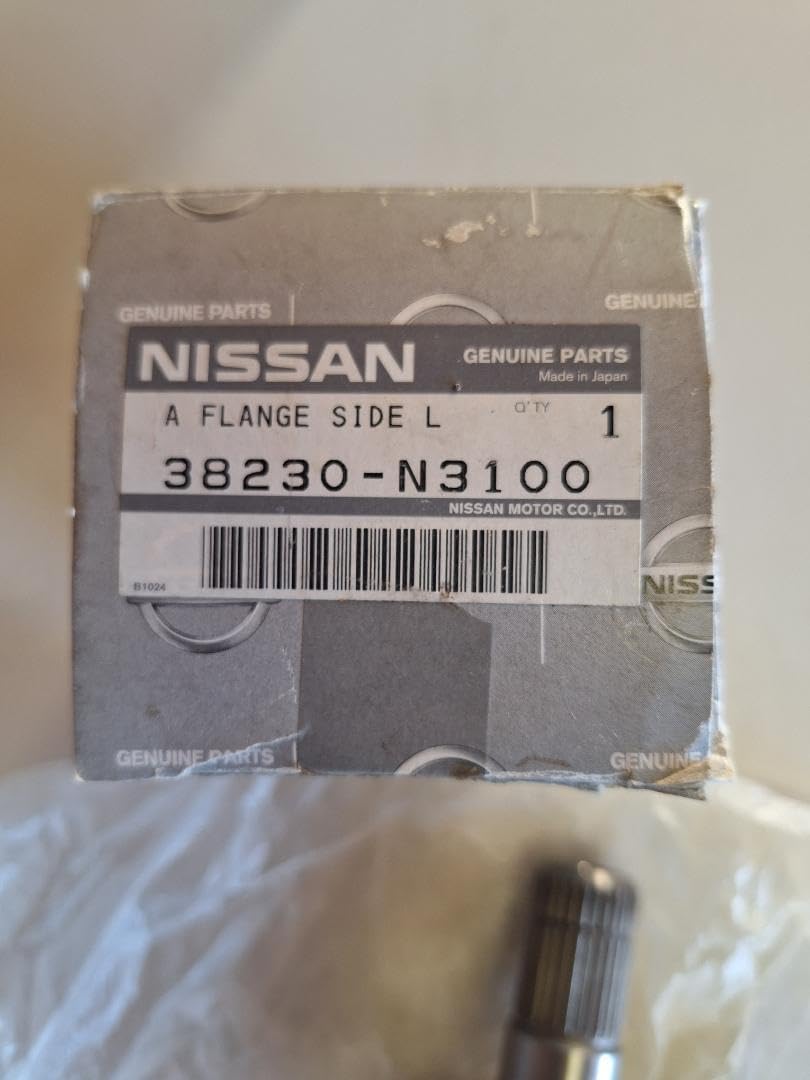 GENUINE PARTS
GENUINE
NISSAN
GENUINE PARTS
Made in Japan
A FLANGE SIDE L
Q'TY
1
38230-N3100
NISSAN MOTOR CO.,LTD.
B1024
NISS
GENUINE PARTS
GENUINE